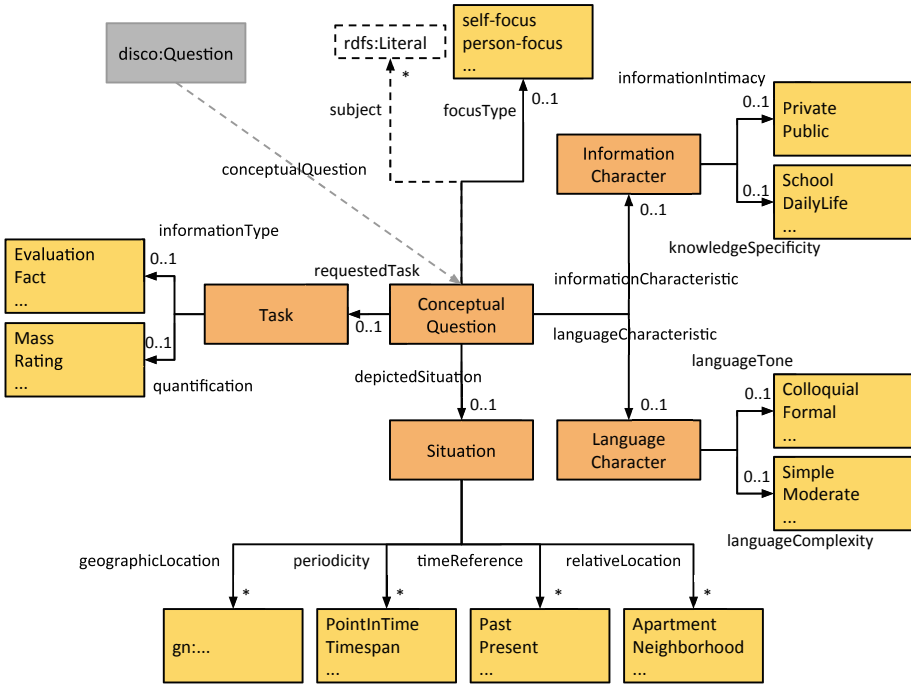 disco:Question
rdfs:Literal
*
subject
self-focus
person-focus
...
focusType
0..1
conceptualQuestion
informationIntimacy
0..1
Private
Public
Information
Character
0..1
0..1
School
DailyLife
...
knowledgeSpecificity
informationType
0..1
Evaluation
Fact
...
requestedTask
informationCharacteristic
Task
0..1
Conceptual
Question
languageCharacteristic
0..1
Mass
Rating
...
quantification
depictedSituation
0..1
languageTone
0..1
Colloquial
Formal
...
0..1
Situation
Language
Character
0..1
Simple
Moderate
...
languageComplexity
geographicLocation
periodicity
timeReference
relativeLocation
*
*
*
*
gn:...
PointInTime
Timespan
...
Past
Present
...
Apartment
Neighborhood
...